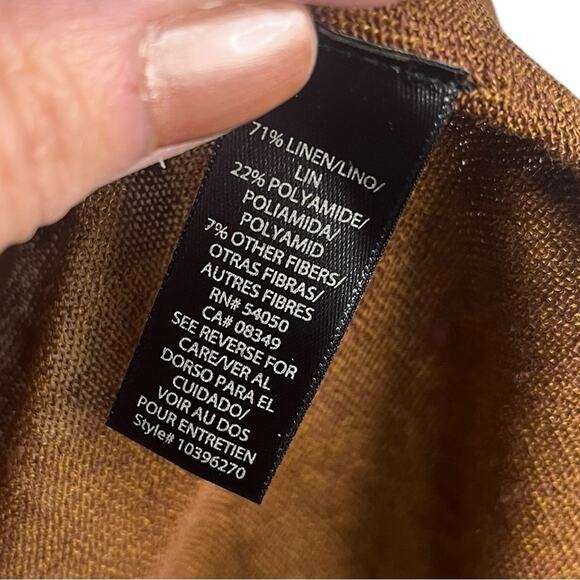 71% LINEN/LINO/
LIN
22% POLYAMIDE/
POLIAMIDA/
POLYAMID
7% OTHER FIBERS/
OTRAS FIBRAS/
AUTRES FIBRES
RN# 54050
CA# 08349
SEE REVERSE FOR
CARE/VER AL
DORSO PARA EL
CUIDADO/
VOIR AU DOS
POUR ENTRETIEN
Style# 10396270